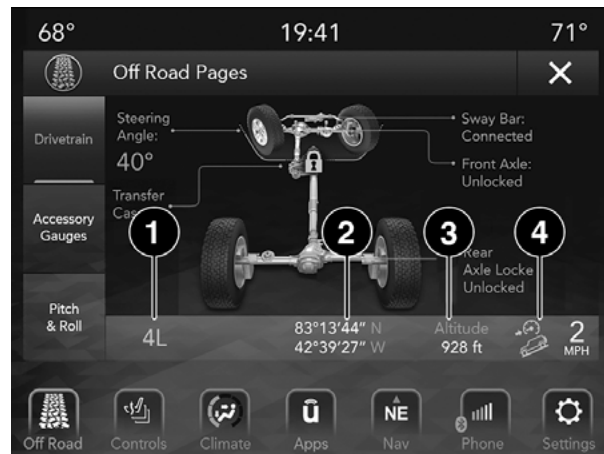 68°
19:41
71°
Off Road Pages
Drivetrain
Steering
Angle:
40°
Sway Bar:
Connected
Front Axle:
Unlocked
Transfer
Accessory
Gauges
1
2
3
4
Rear
Axle Locke
Unlocked
Pitch
& Roll
4L
83°13'44" N
42°39'27" W
Altitude
928 ft
2
MPH
Off Road
Controls
Climate
ū
Apps
NE
Nav
Phone
Settings